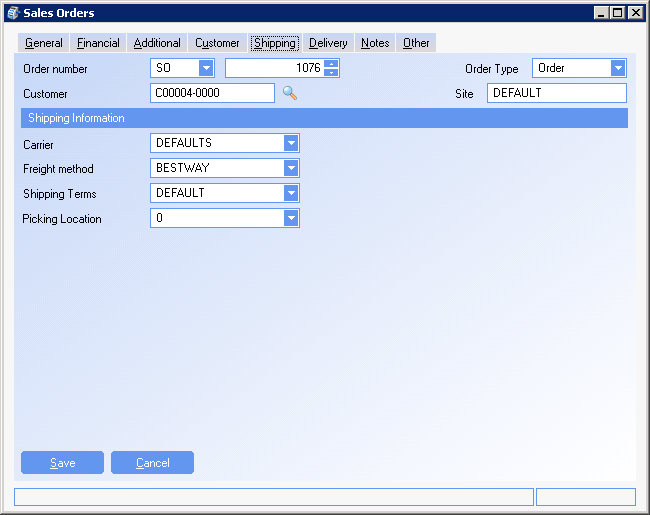 Sales Orders
General Financial Additional Customer Shipping Delivery Notes Other
Order number SO 1076 Order Type Order
Customer C00004-0000 Site DEFAULT
Shipping Information
Carrier DEFAULTS
Freight method BESTWAY
Shipping Terms DEFAULT
Picking Location 0
Save Cancel